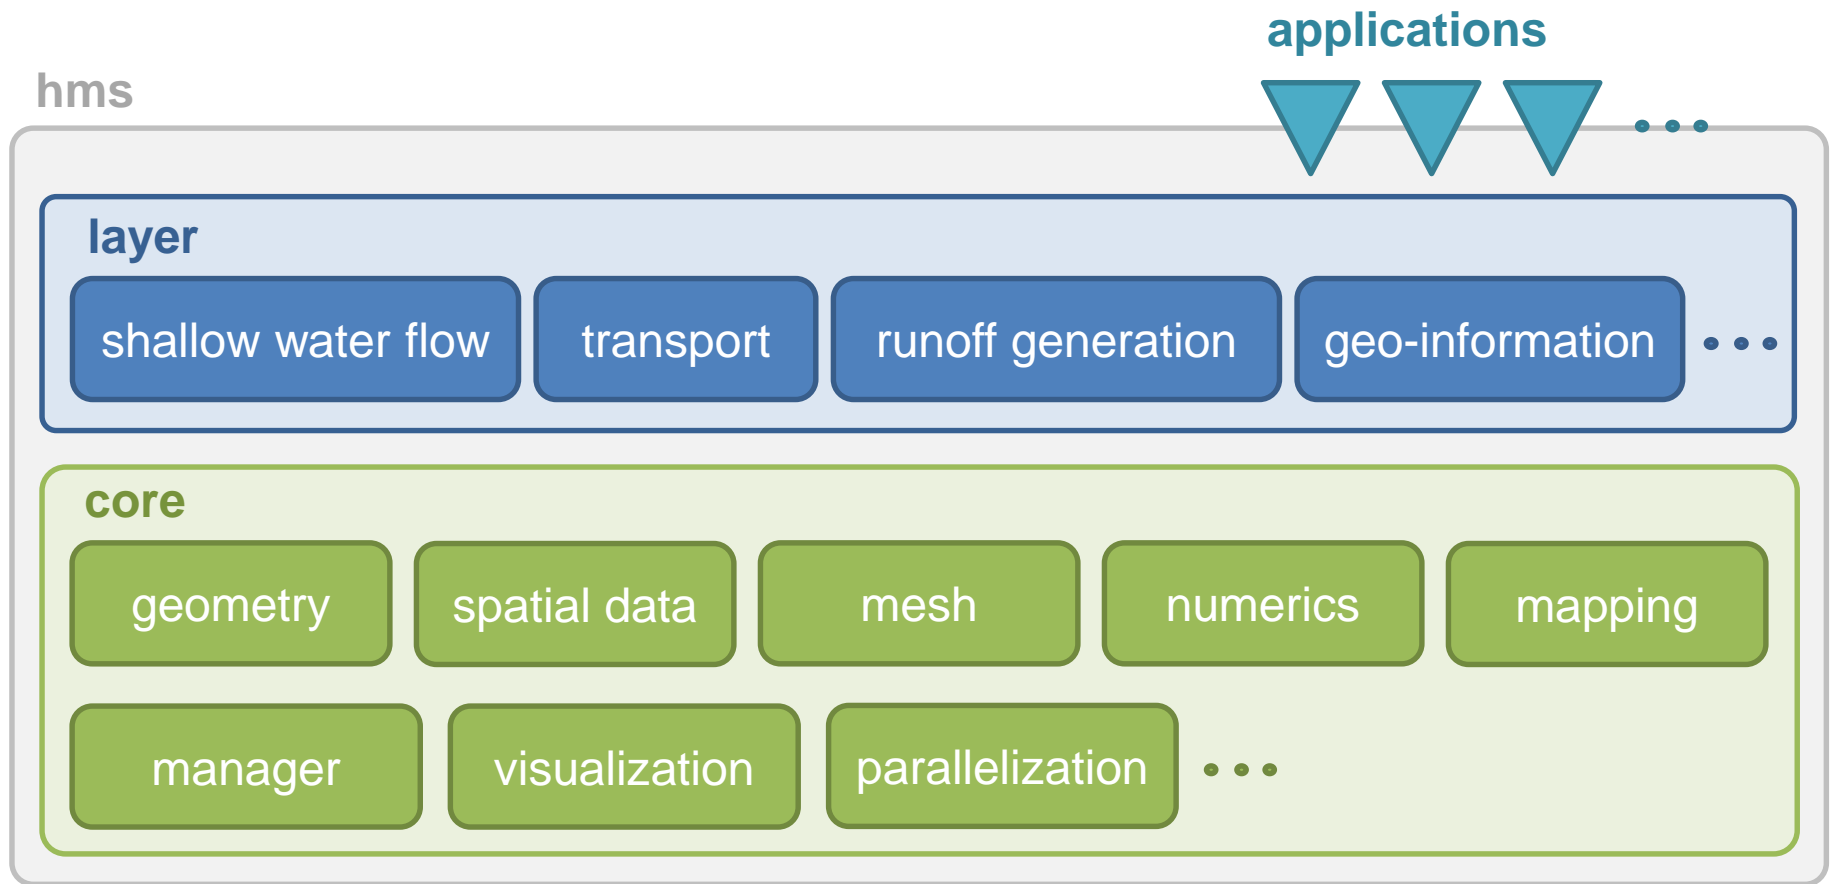 applications
hms
...
layer
shallow water flow transport runoff generation geo-information ...
core
geometry spatial data mesh numerics mapping
manager visualization parallelization ...